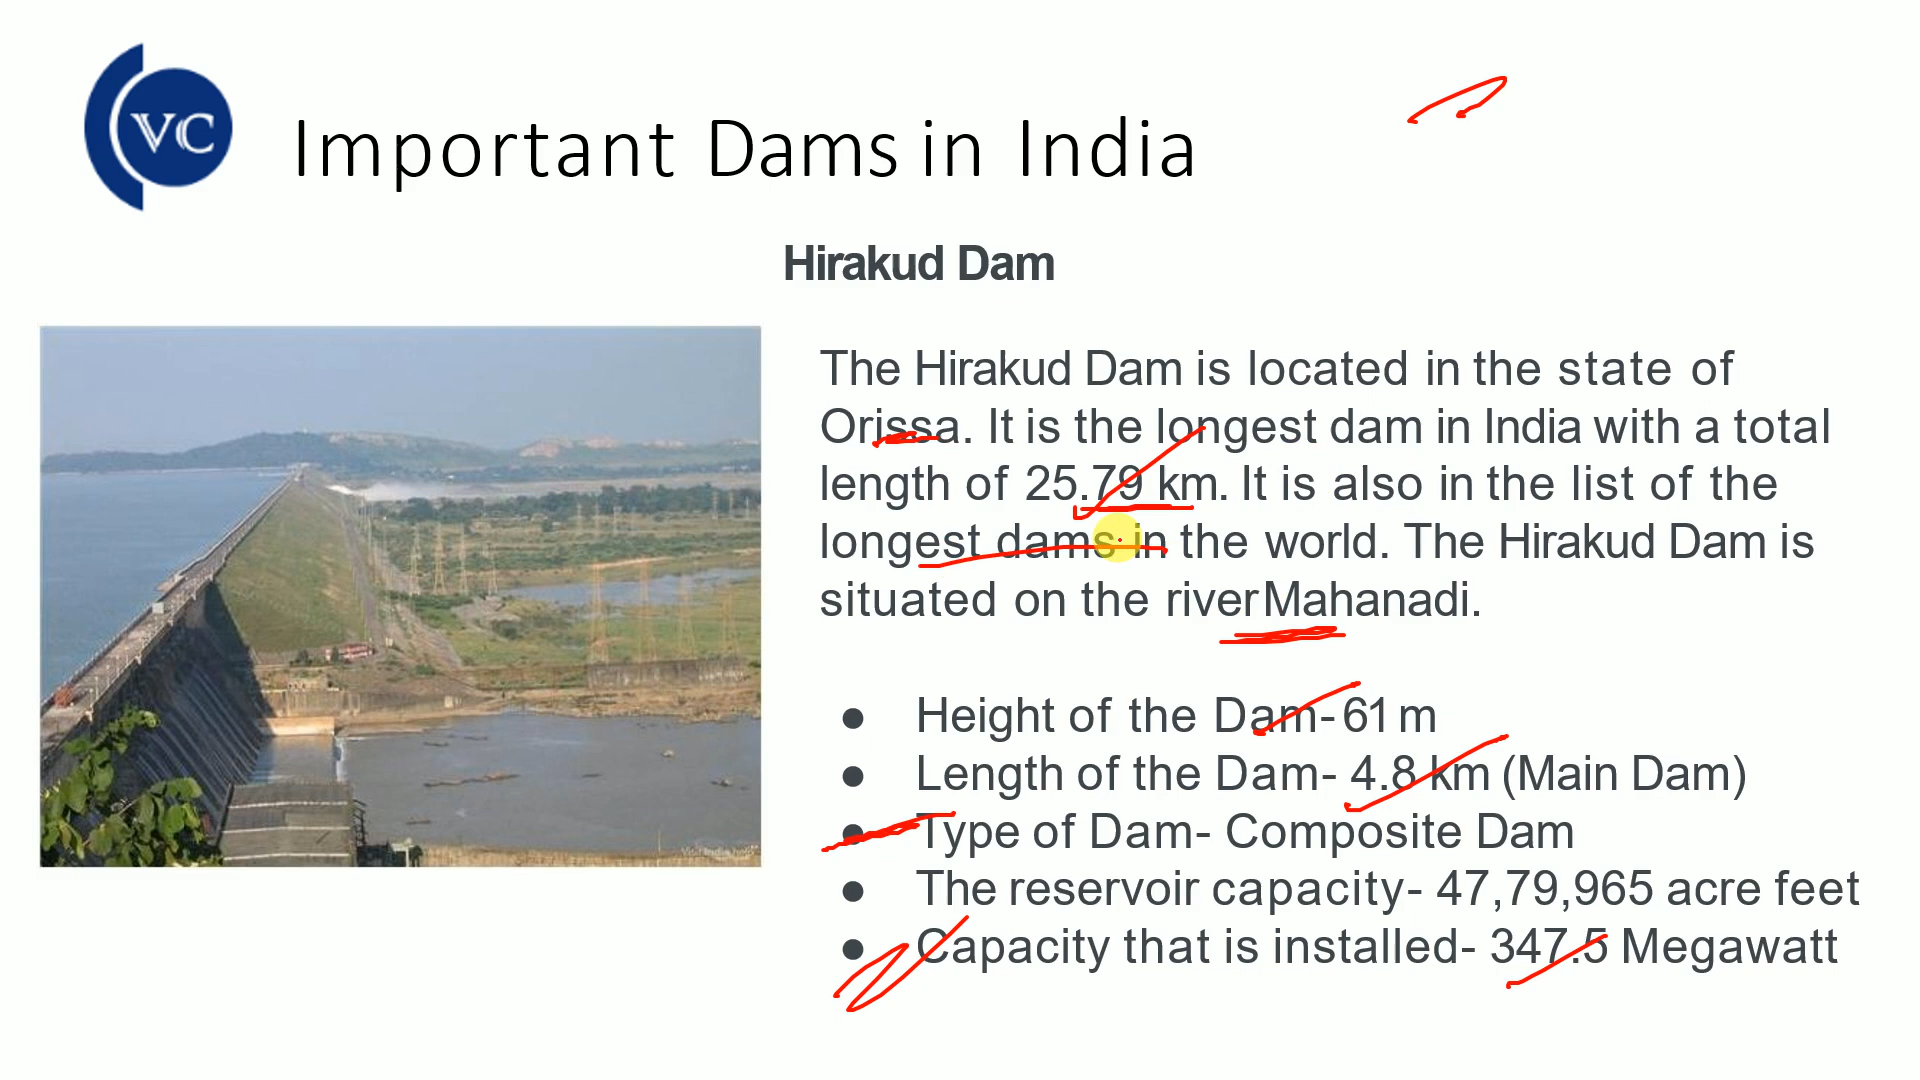 VC
Important Dams in India
Hirakud Dam
The Hirakud Dam is located in the state of
Orissa. It is the longest dam in India with a total
length of 25.79 km. It is also in the list of the
longest dams in the world. The Hirakud Dam is
situated on the river Mahanadi.
● Height of the Dam- 61 m
● Length of the Dam- 4.8 km (Main Dam)
● Type of Dam- Composite Dam
● The reservoir capacity- 47,79,965 acre feet
● Capacity that is installed- 347.5 Megawatt